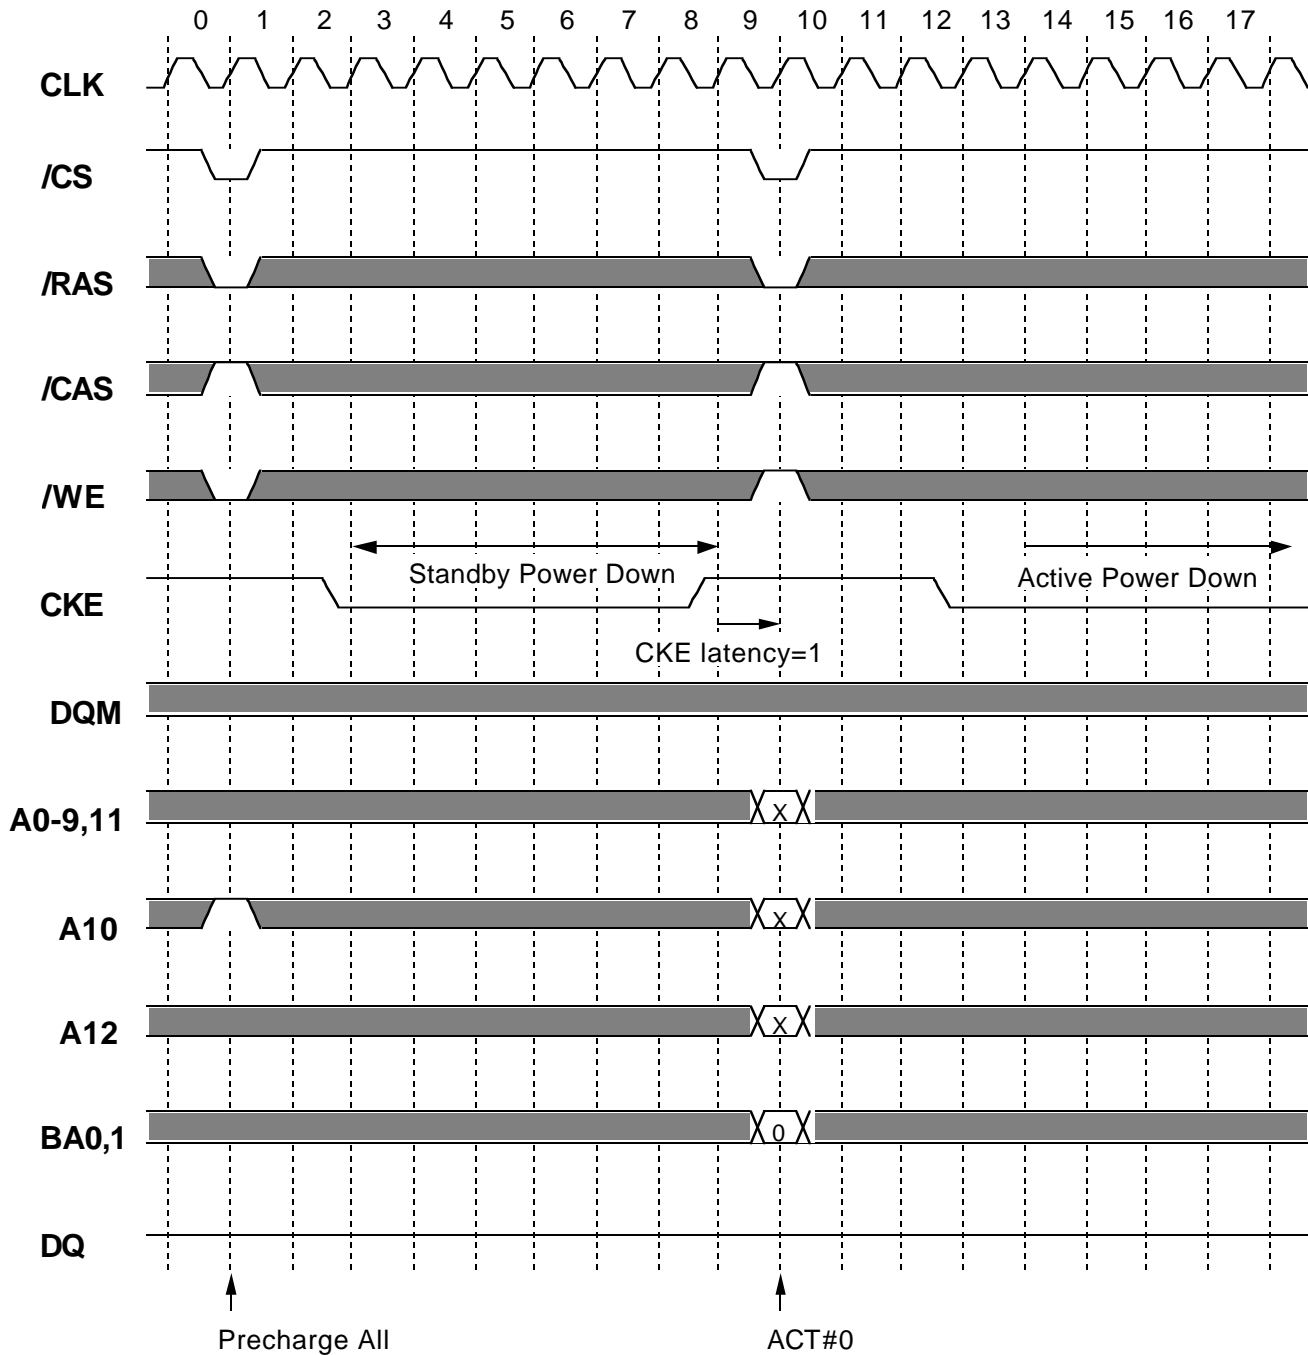 0 1 2 3 4 5 6 7 8 9 10 11 12 13 14 15 16 17
CLK
/CS
/RAS
/CAS
/WE
Standby Power Down
Active Power Down
CKE
CKE latency=1
DQM
A0-9,11
X
A10
X
A12
X
BA0,1
0
DQ
Precharge All
ACT#0